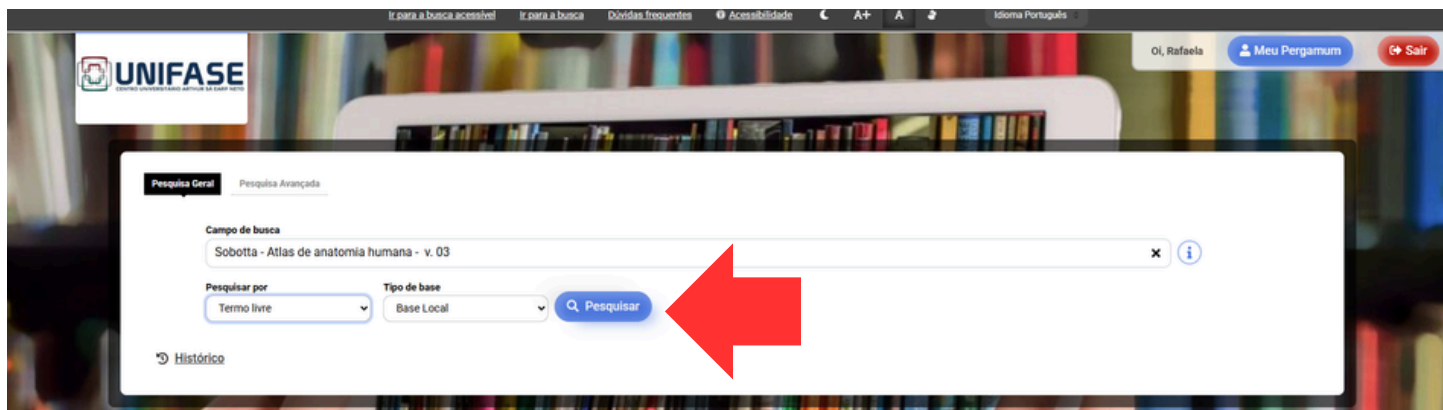 Ir para a busca acessível Ir para a busca Dúvidas frequentes Acessibilidade A+ A Idioma Português
UNIFASE
CENTRO UNIVERSITÁRIO ARTHUR SÁ EARP NETO
Oi, Rafaela Meu Pergamum Sair
Pesquisa Geral Pesquisa Avançada
Campo de busca
Sobotta - Atlas de anatomia humana - v. 03
Pesquisar por Tipo de base
Termo livre Base Local Pesquisar
Histórico